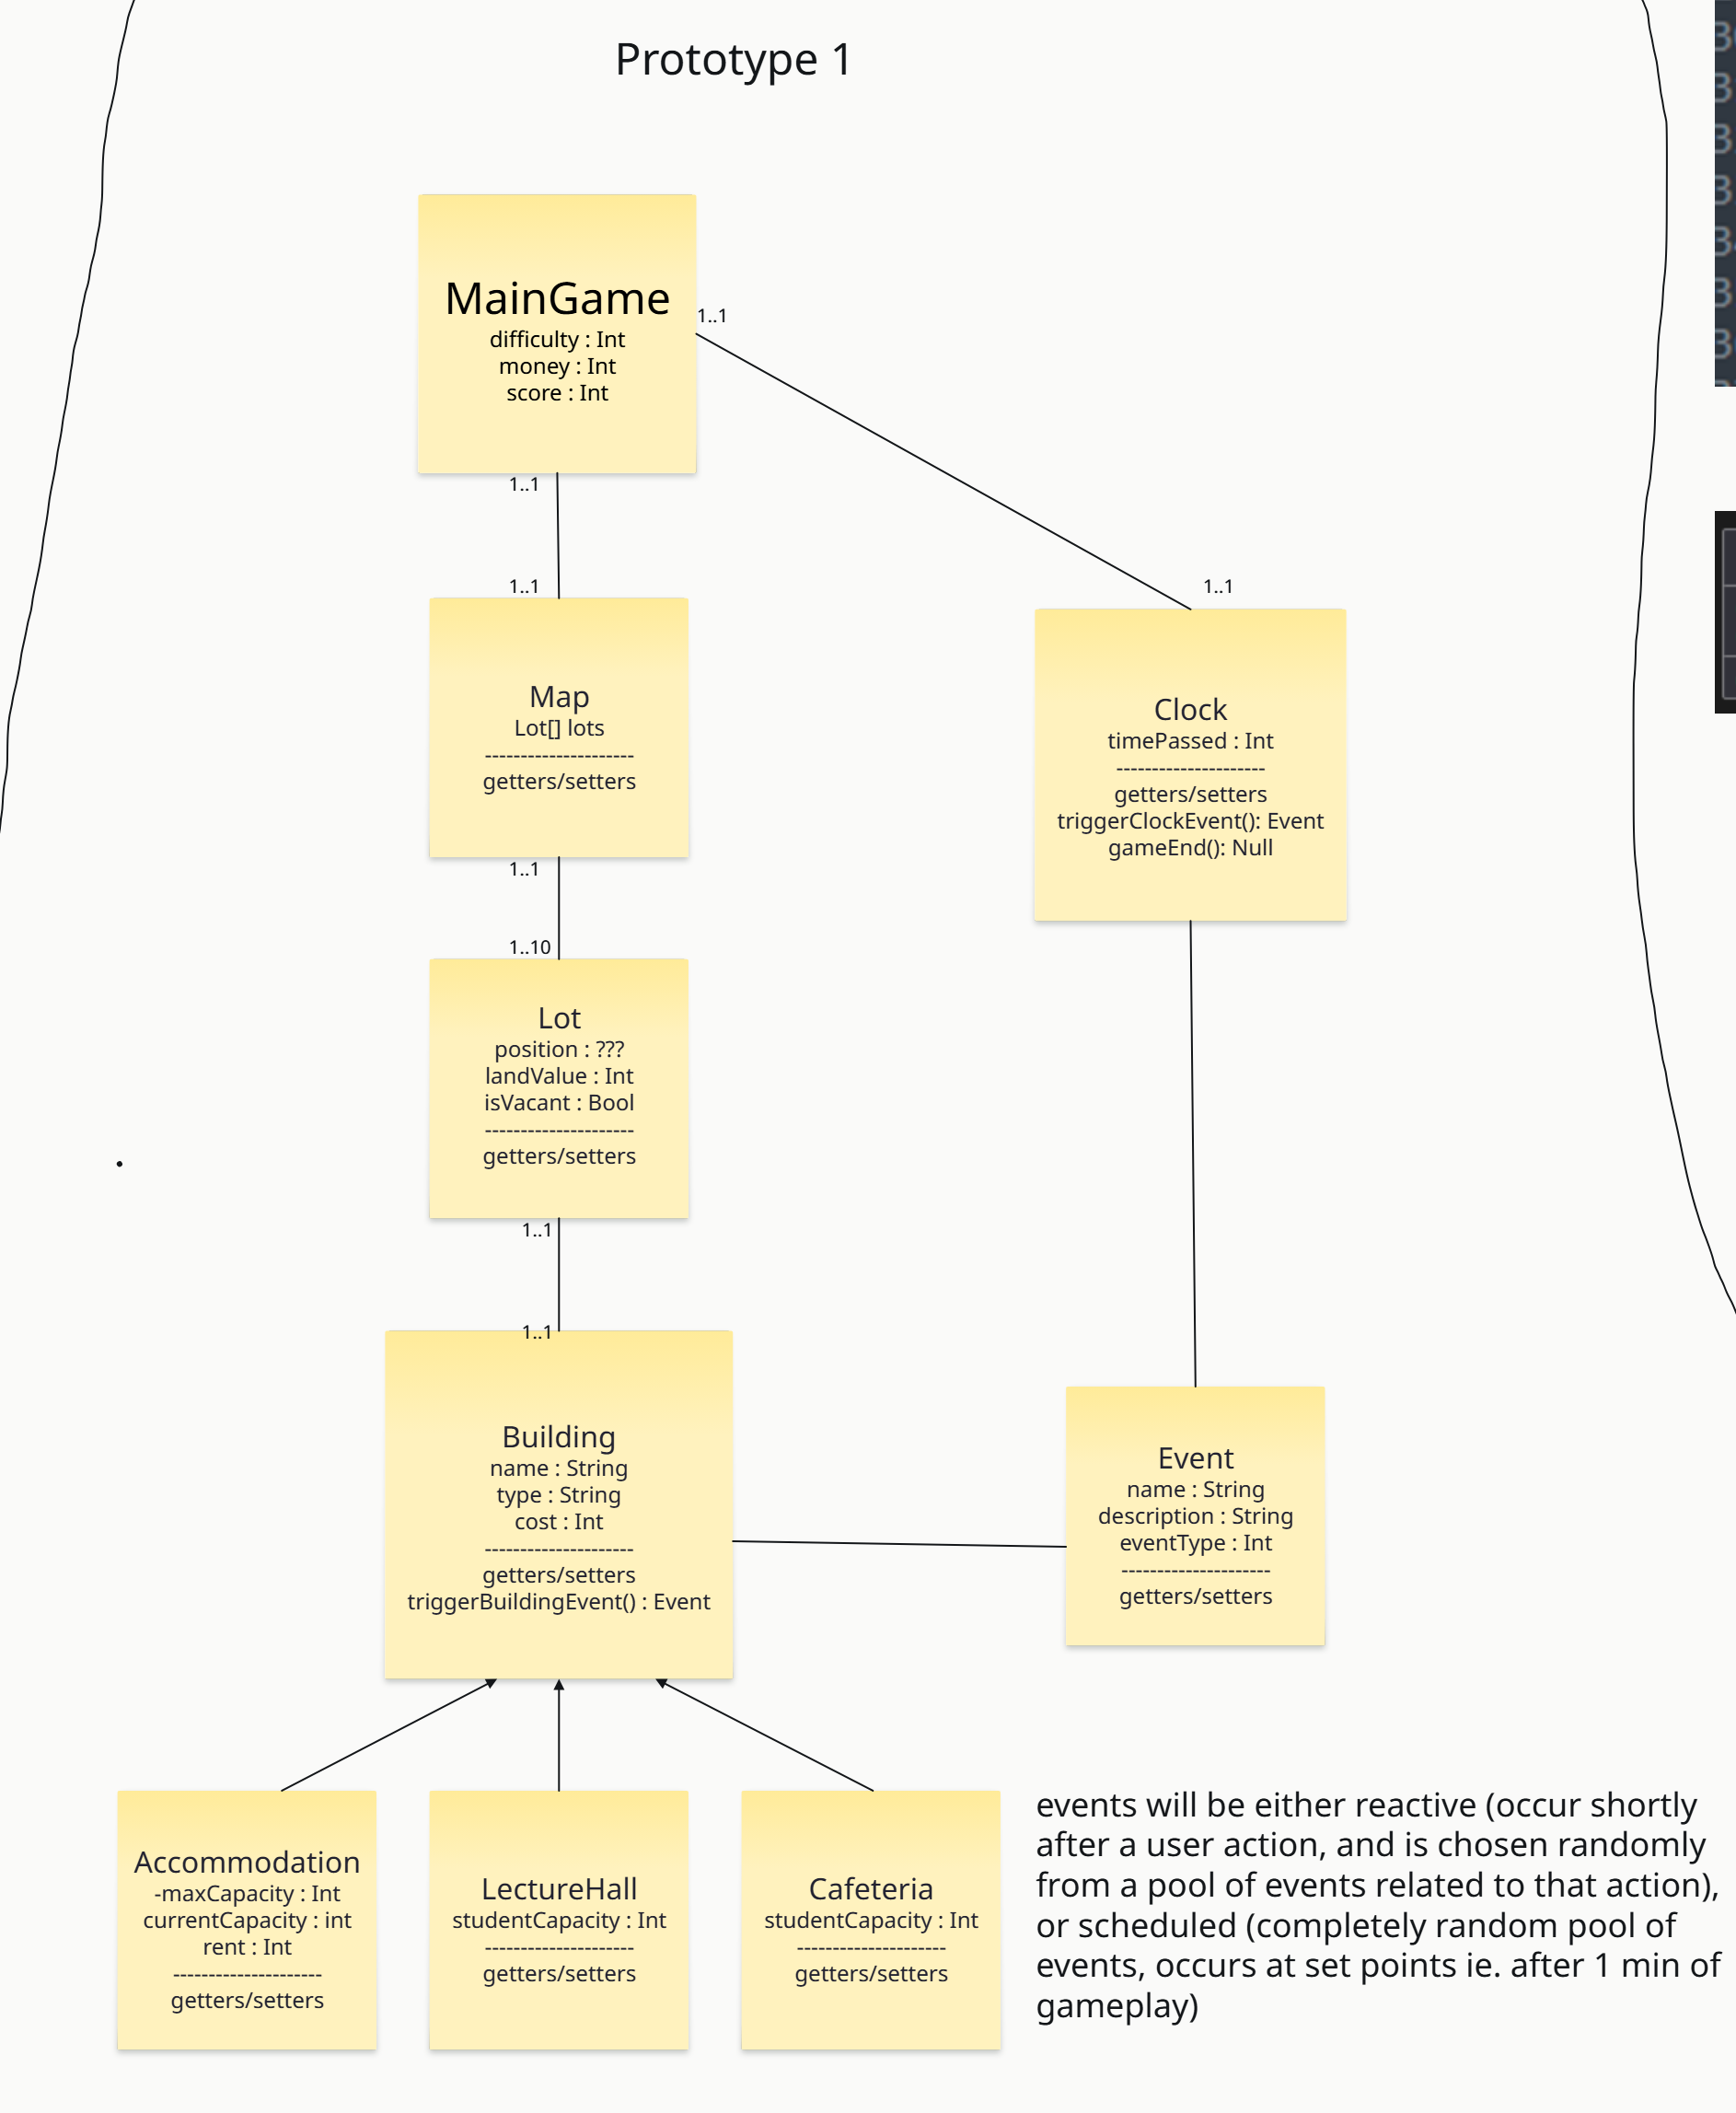 Prototype 1
MainGame
difficulty : Int
money : Int
score : Int
1..1
1..1
1..1
1..1
Map
Lot[] lots
---------------------
getters/setters
Clock
timePassed : Int
---------------------
getters/setters
triggerClockEvent(): Event
gameEnd(): Null
1..1
1..10
Lot
position : ???
landValue : Int
isVacant : Bool
---------------------
getters/setters
1..1
1..1
Building
name : String
type : String
cost : Int
---------------------
getters/setters
triggerBuildingEvent() : Event
Event
name : String
description : String
eventType : Int
---------------------
getters/setters
Accommodation
-maxCapacity : Int
currentCapacity : int
rent : Int
---------------------
getters/setters
LectureHall
studentCapacity : Int
---------------------
getters/setters
Cafeteria
studentCapacity : Int
---------------------
getters/setters
events will be either reactive (occur shortly
after a user action, and is chosen randomly
from a pool of events related to that action),
or scheduled (completely random pool of
events, occurs at set points ie. after 1 min of
gameplay)